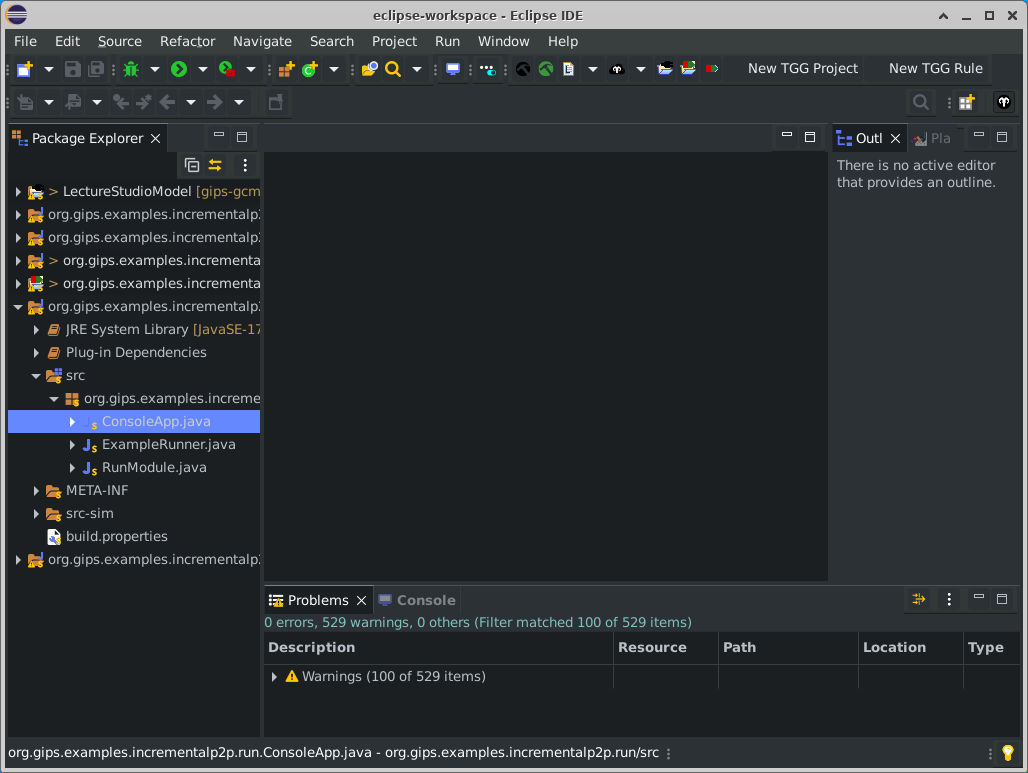 eclipse-workspace - Eclipse IDE
File Edit Source Refactor Navigate Search Project Run Window Help
New TGG Project New TGG Rule
Package Explorer
Outl Pla
There is no active editor
that provides an outline.
> LectureStudioModel [gips-gcm
org.gips.examples.incrementalp2
org.gips.examples.incrementalp2
> org.gips.examples.incrementa
> org.gips.examples.incrementa
org.gips.examples.incrementalp2
JRE System Library [JavaSE-17
Plug-in Dependencies
src
org.gips.examples.increme
ConsoleApp.java
ExampleRunner.java
RunModule.java
META-INF
src-sim
build.properties
org.gips.examples.incrementalp2
Problems Console
0 errors, 529 warnings, 0 others (Filter matched 100 of 529 items)
Description Resource Path Location Type
Warnings (100 of 529 items)
org.gips.examples.incrementalp2p.run.ConsoleApp.java - org.gips.examples.incrementalp2p.run/src